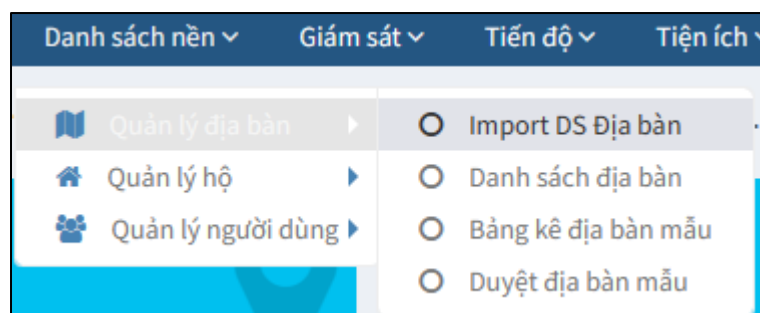 Danh sách nền Giám sát Tiến độ Tiện ích
Quản lý địa bàn
Quản lý hộ
Quản lý người dùng
Import DS Địa bàn
Danh sách địa bàn
Bảng kê địa bàn mẫu
Duyệt địa bàn mẫu